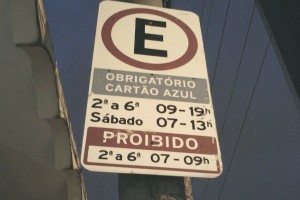 E
OBRIGATÓRIO
CARTÃO AZUL
2ª a 6ª 09-19h
Sábado 07-13h
PROIBIDO
2ª a 6ª 07-09h